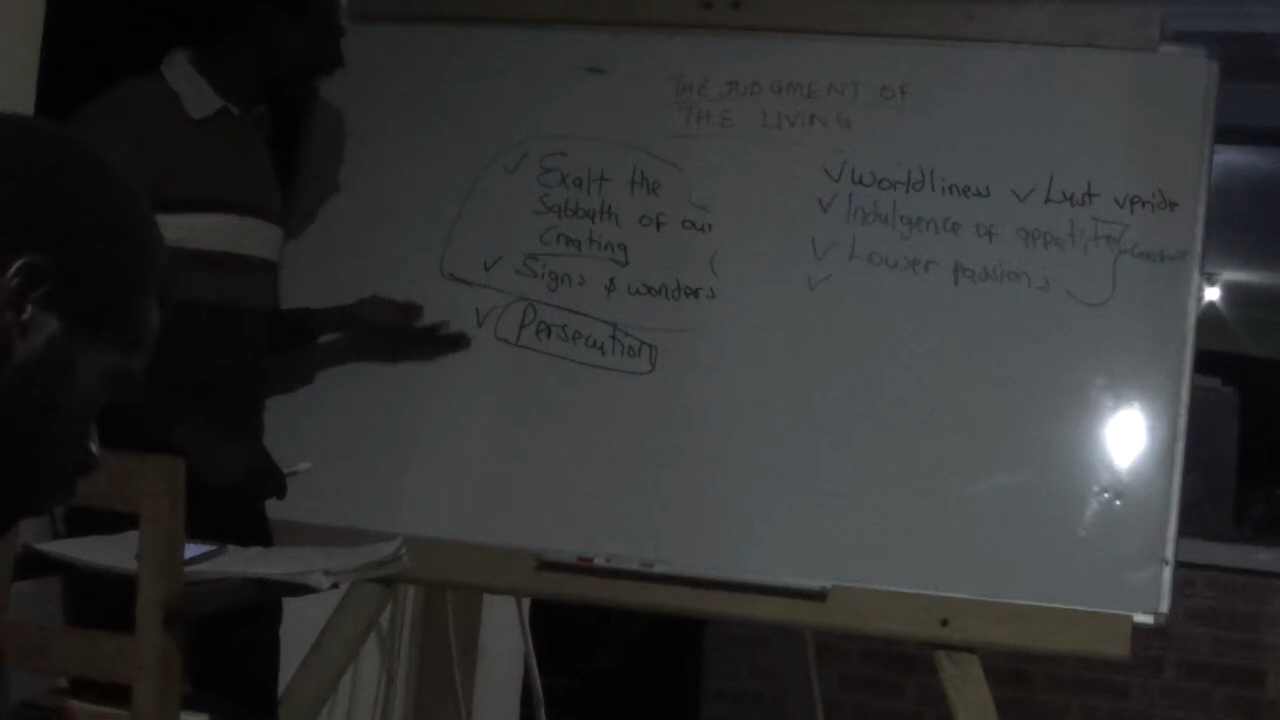 THE JUDGMENT OF
THE LIVING
✓ Exalt the
Sabbath of our
Creating
✓ Signs & wonders
✓ Persecution
✓ worldliness ✓ Lust ✓ pride
✓ Indulgence of appetite
✓ Lower passions
✓